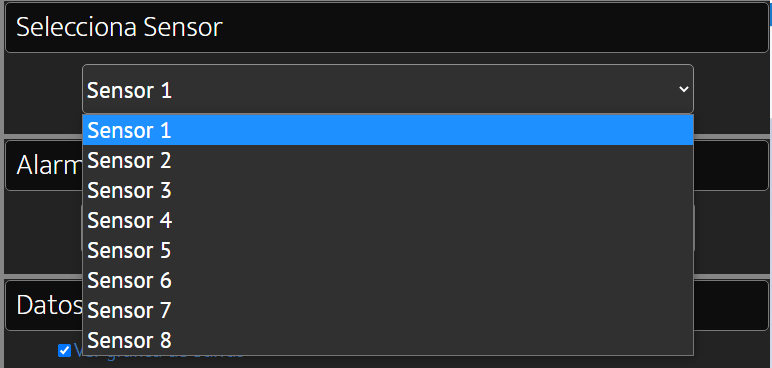 Selecciona Sensor
Sensor 1
Sensor 1
Sensor 2
Sensor 3
Alarm
Sensor 4
Sensor 5
Sensor 6
Sensor 7
Datos
Sensor 8